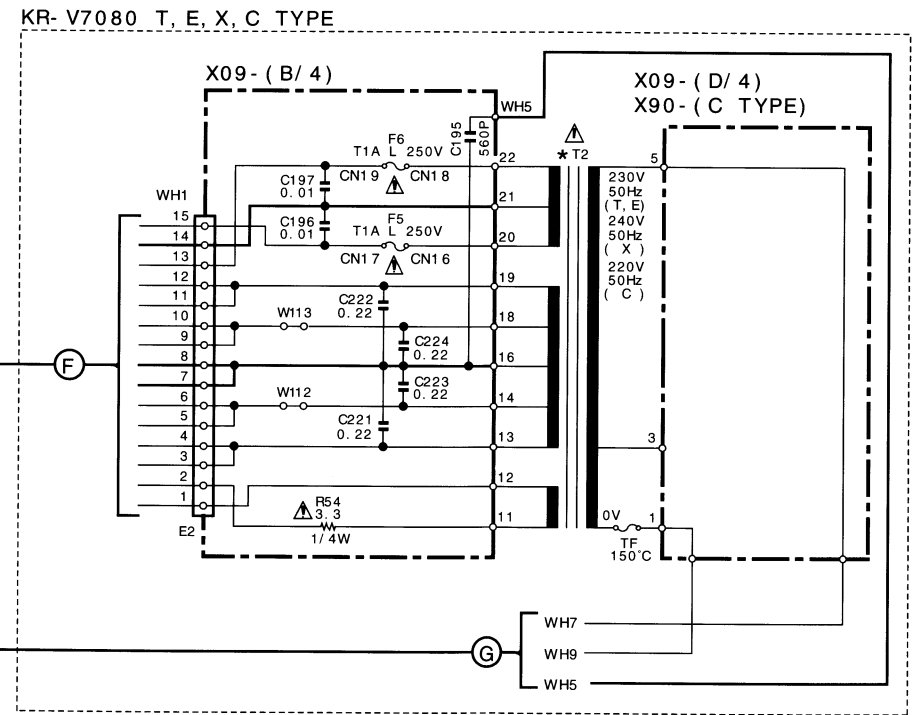 KR- V7080 T, E, X, C TYPE
X09- ( B/ 4 )
X09- ( D/ 4 )
X90- ( C TYPE)
WH5
C195
560P
F6
T1A L 250V
CN19
CN18
C197
0. 01
C196
0. 01
F5
T1A L 250V
CN17
CN16
WH1
15
14
13
12
11
10
9
8
7
6
5
4
3
2
1
E2
C222
0. 22
W113
C224
0. 22
C223
0. 22
W112
C221
0. 22
R54
3. 3
1/ 4W
22
21
20
19
18
16
14
13
12
11
* T2
5
230V
50Hz
( T, E )
240V
50Hz
( X )
220V
50Hz
( C )
3
0V
1
TF
150°C
F
G
WH7
WH9
WH5